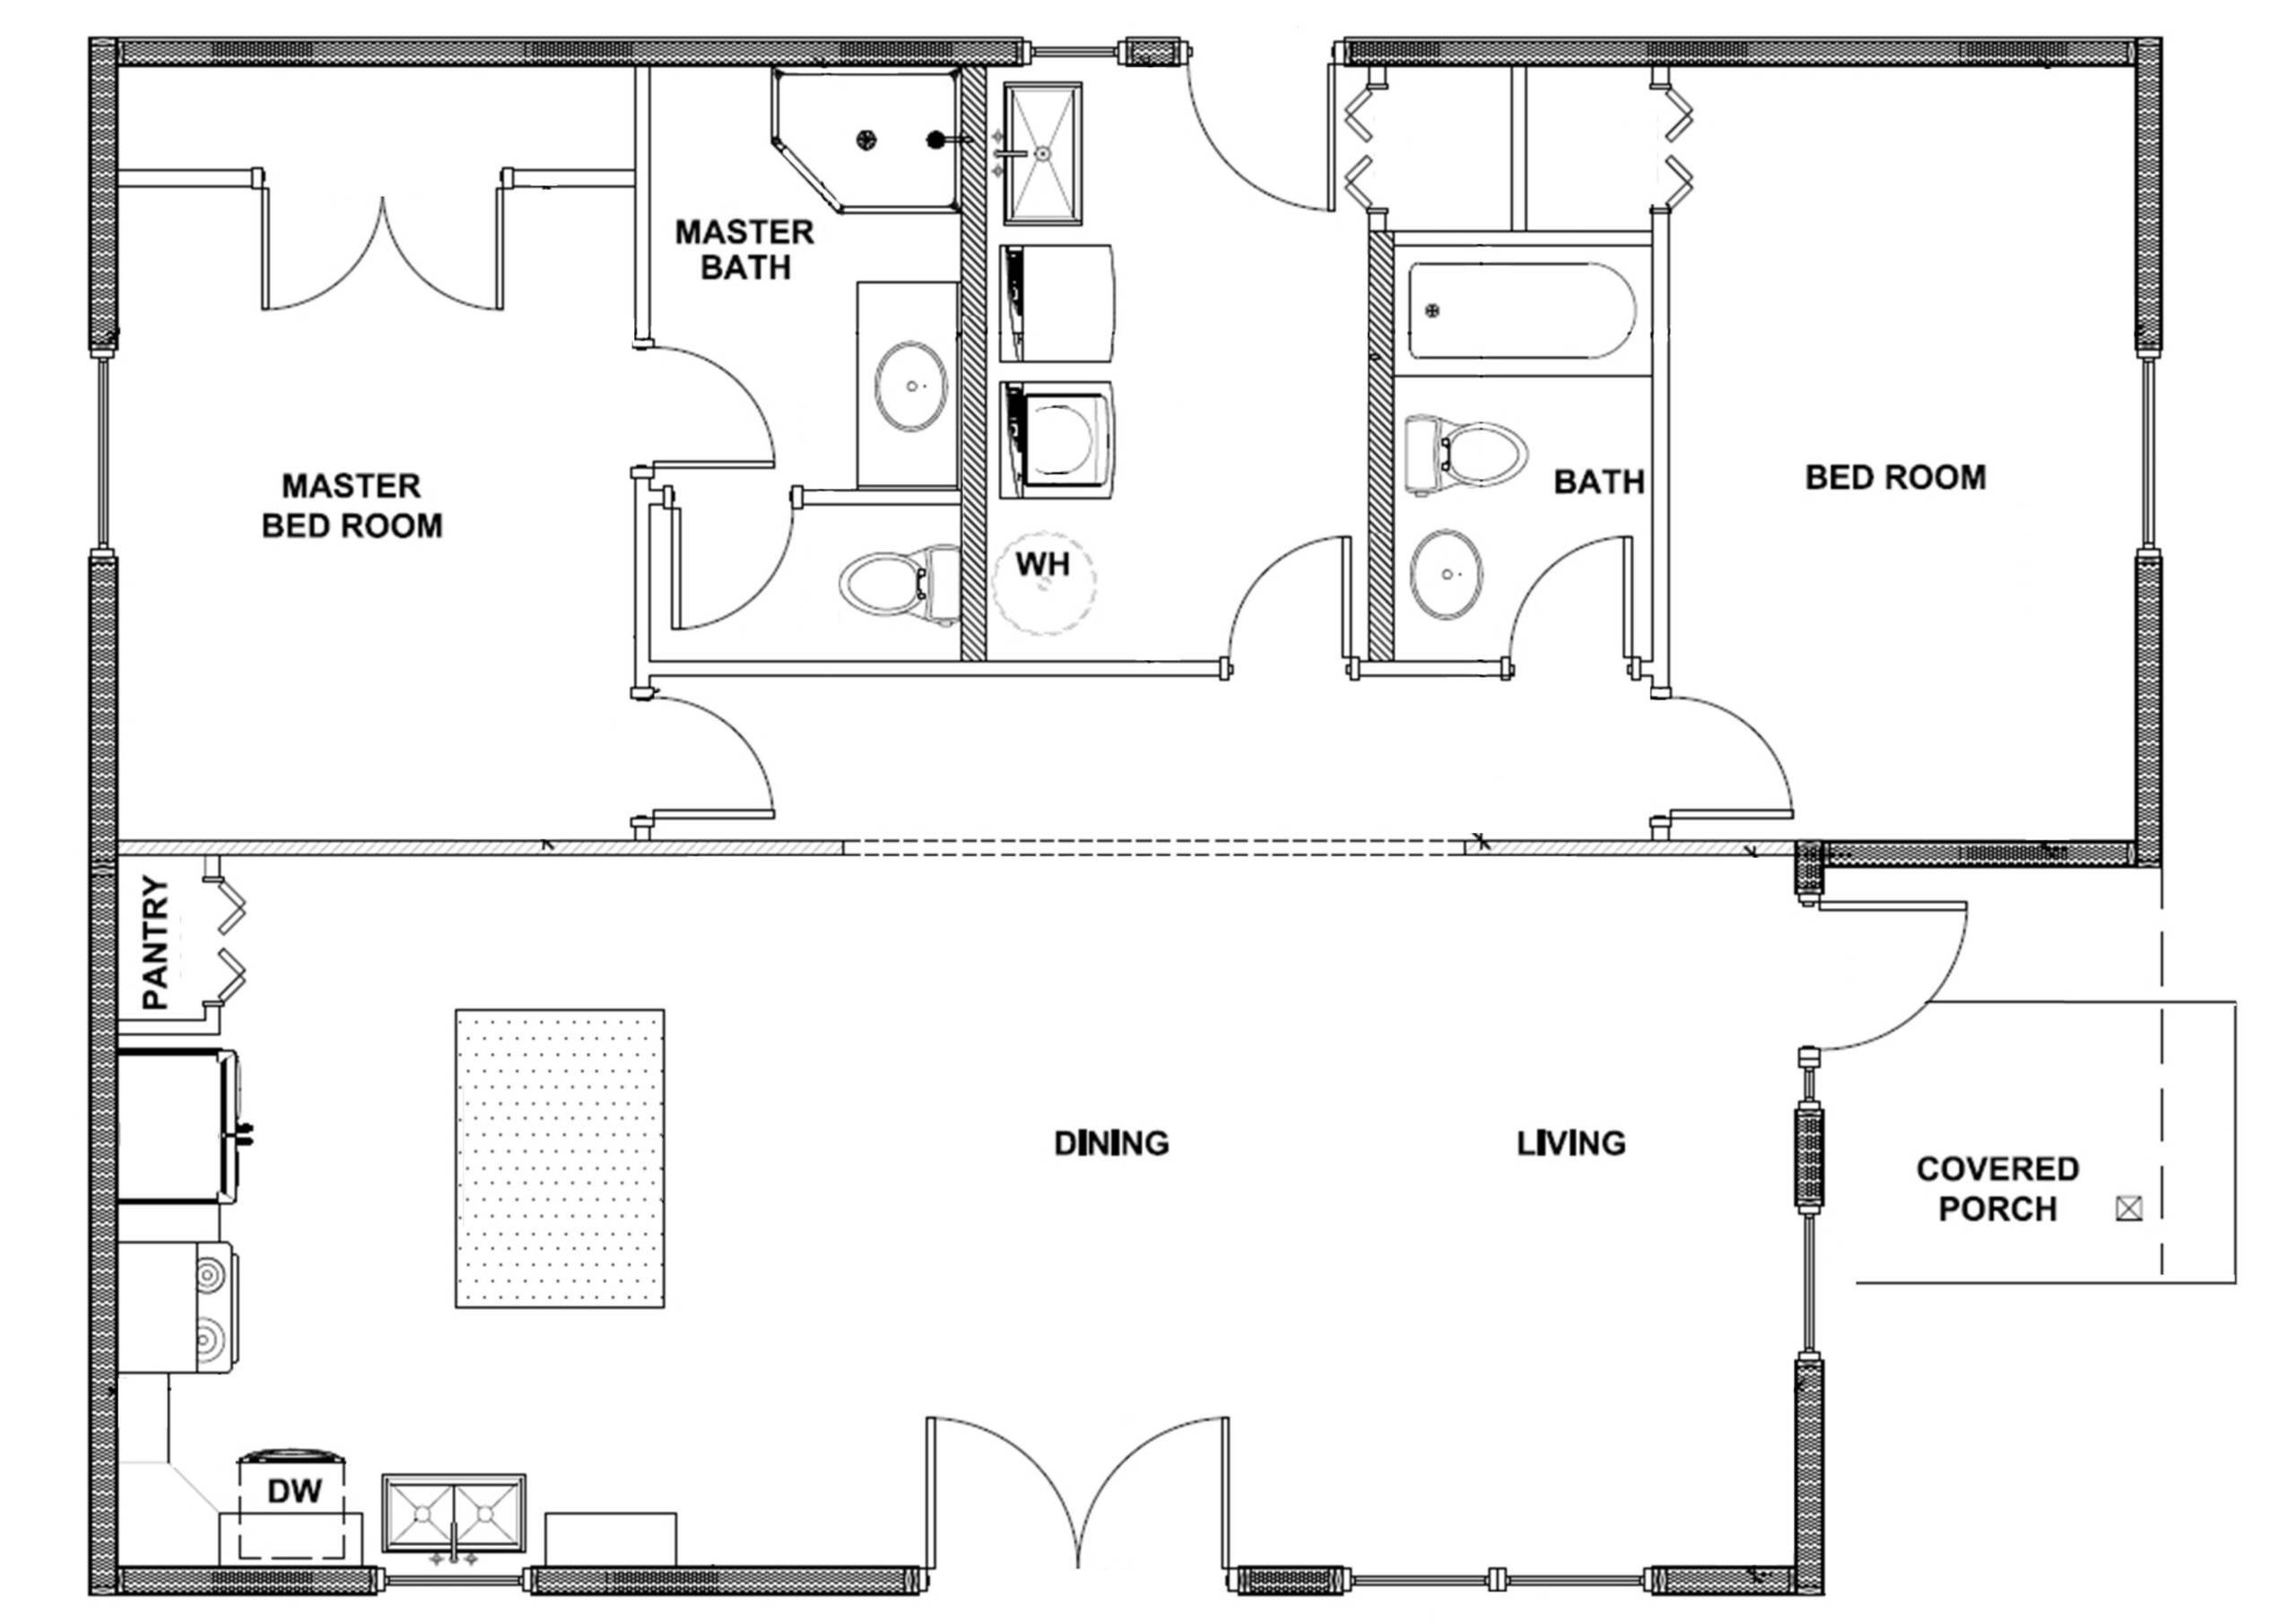 MASTER
BATH
MASTER
BED ROOM
WH
BATH
BED ROOM
PANTRY
DINING
LIVING
COVERED
PORCH
DW